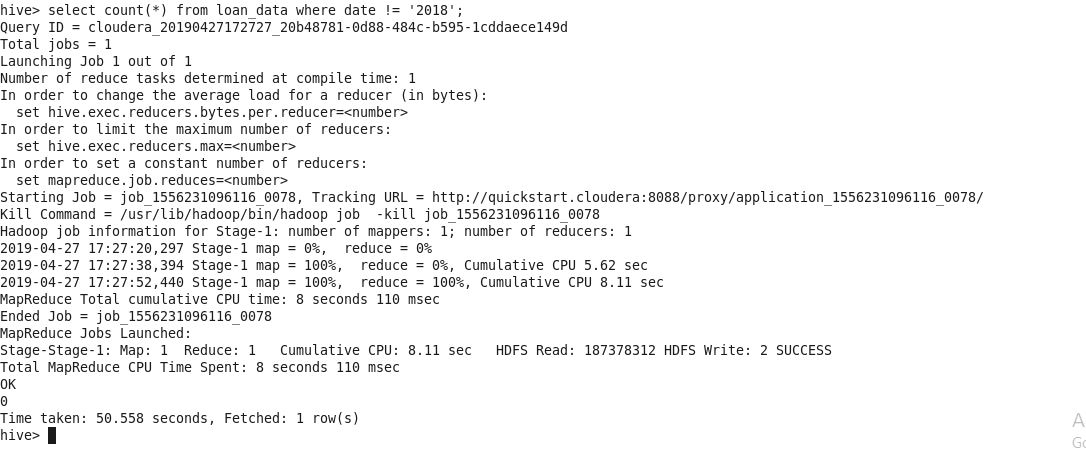 hive> select count(*) from loan_data where date != '2018';
Query ID = cloudera_20190427172727_20b48781-0d88-484c-b595-1cddaece149d
Total jobs = 1
Launching Job 1 out of 1
Number of reduce tasks determined at compile time: 1
In order to change the average load for a reducer (in bytes):
  set hive.exec.reducers.bytes.per.reducer=<number>
In order to limit the maximum number of reducers:
  set hive.exec.reducers.max=<number>
In order to set a constant number of reducers:
  set mapreduce.job.reduces=<number>
Starting Job = job_1556231096116_0078, Tracking URL = http://quickstart.cloudera:8088/proxy/application_1556231096116_0078/
Kill Command = /usr/lib/hadoop/bin/hadoop job  -kill job_1556231096116_0078
Hadoop job information for Stage-1: number of mappers: 1; number of reducers: 1
2019-04-27 17:27:20,297 Stage-1 map = 0%,  reduce = 0%
2019-04-27 17:27:38,394 Stage-1 map = 100%,  reduce = 0%, Cumulative CPU 5.62 sec
2019-04-27 17:27:52,440 Stage-1 map = 100%,  reduce = 100%, Cumulative CPU 8.11 sec
MapReduce Total cumulative CPU time: 8 seconds 110 msec
Ended Job = job_1556231096116_0078
MapReduce Jobs Launched:
Stage-Stage-1: Map: 1  Reduce: 1   Cumulative CPU: 8.11 sec   HDFS Read: 187378312 HDFS Write: 2 SUCCESS
Total MapReduce CPU Time Spent: 8 seconds 110 msec
OK
0
Time taken: 50.558 seconds, Fetched: 1 row(s)
hive>
A
Go